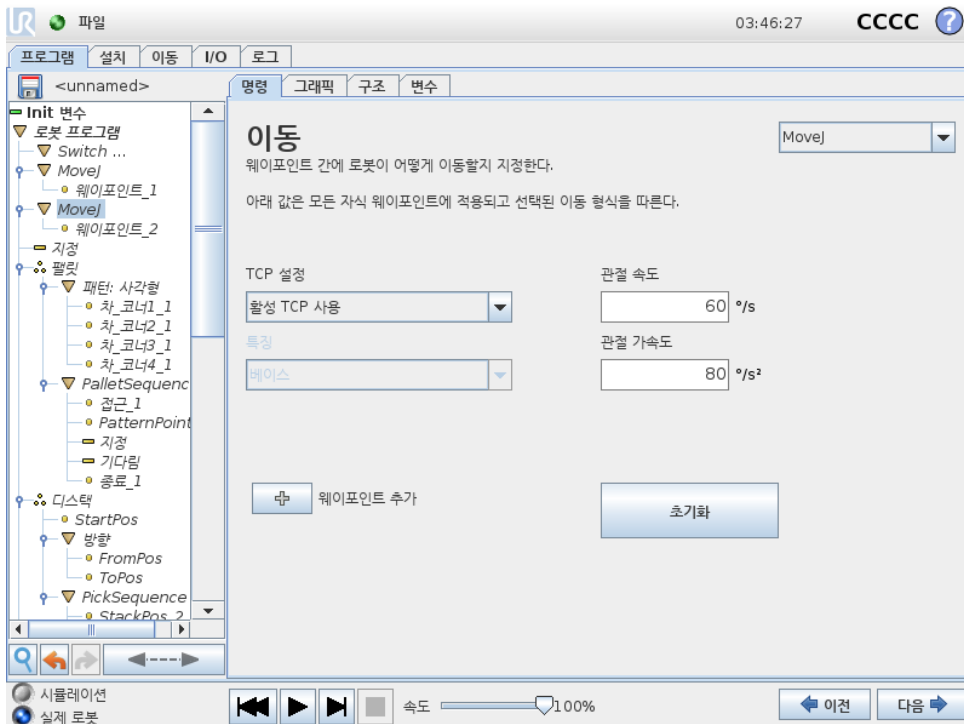 UR 파일 03:46:27 CCCC ?
프로그램 설치 이동 I/O 로그
<unnamed>
명령 그래픽 구조 변수
Init 변수
로봇 프로그램
Switch ...
MoveJ
웨이포인트_1
MoveJ
웨이포인트_2
지정
팔릿
패턴: 사각형
차_코너1_1
차_코너2_1
차_코너3_1
차_코너4_1
PalletSequenc
접근_1
PatternPoint
지정
기다림
종료_1
디스택
StartPos
방향
FromPos
ToPos
PickSequence
StackPos_2
이동
MoveJ
웨이포인트 간에 로봇이 어떻게 이동할지 지정한다.
아래 값은 모든 자식 웨이포인트에 적용되고 선택된 이동 형식을 따른다.
TCP 설정
활성 TCP 사용
특징
베이스
관절 속도
60 °/s
관절 가속도
80 °/s²
웨이포인트 추가
초기화
시뮬레이션
실제 로봇
속도 100%
이전 다음